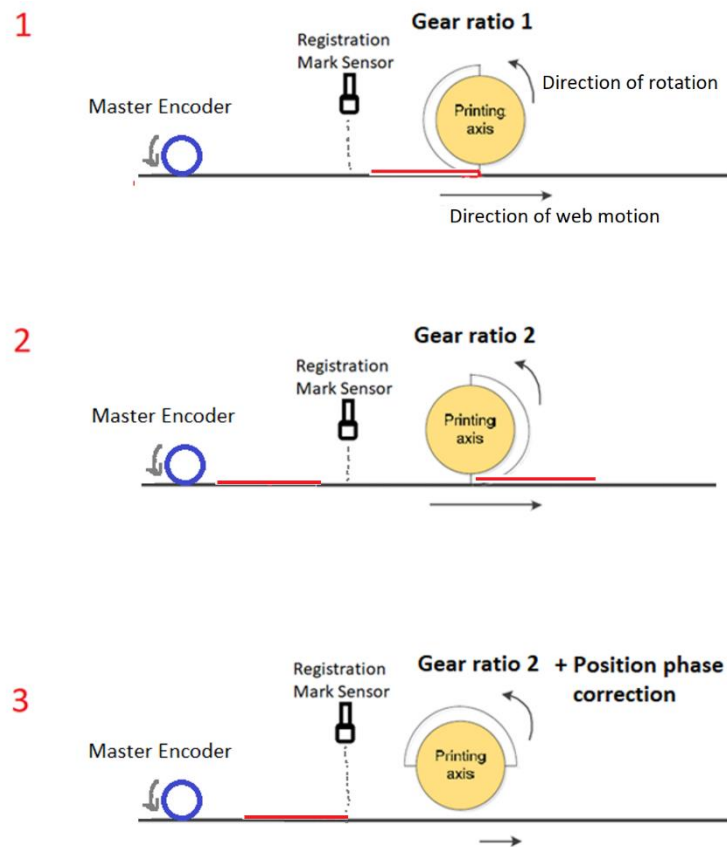 1
Gear ratio 1
Registration
Mark Sensor
Direction of rotation
Master Encoder
Printing
axis
Direction of web motion
2
Gear ratio 2
Registration
Mark Sensor
Master Encoder
Printing
axis
3
Registration
Mark Sensor
Gear ratio 2 + Position phase
correction
Master Encoder
Printing
axis